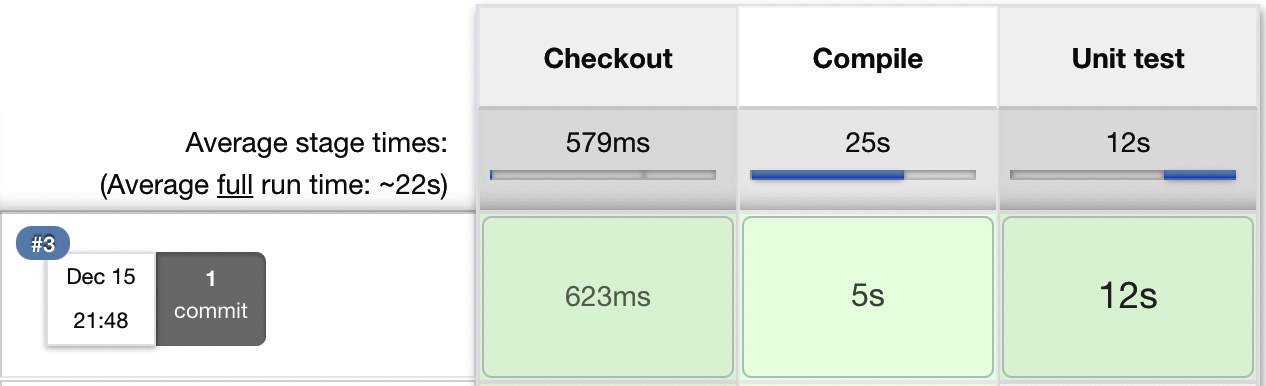 Checkout Compile Unit test
Average stage times: 579ms 25s 12s
(Average full run time: ~22s)
#3
Dec 15 1
21:48 commit
623ms 5s 12s